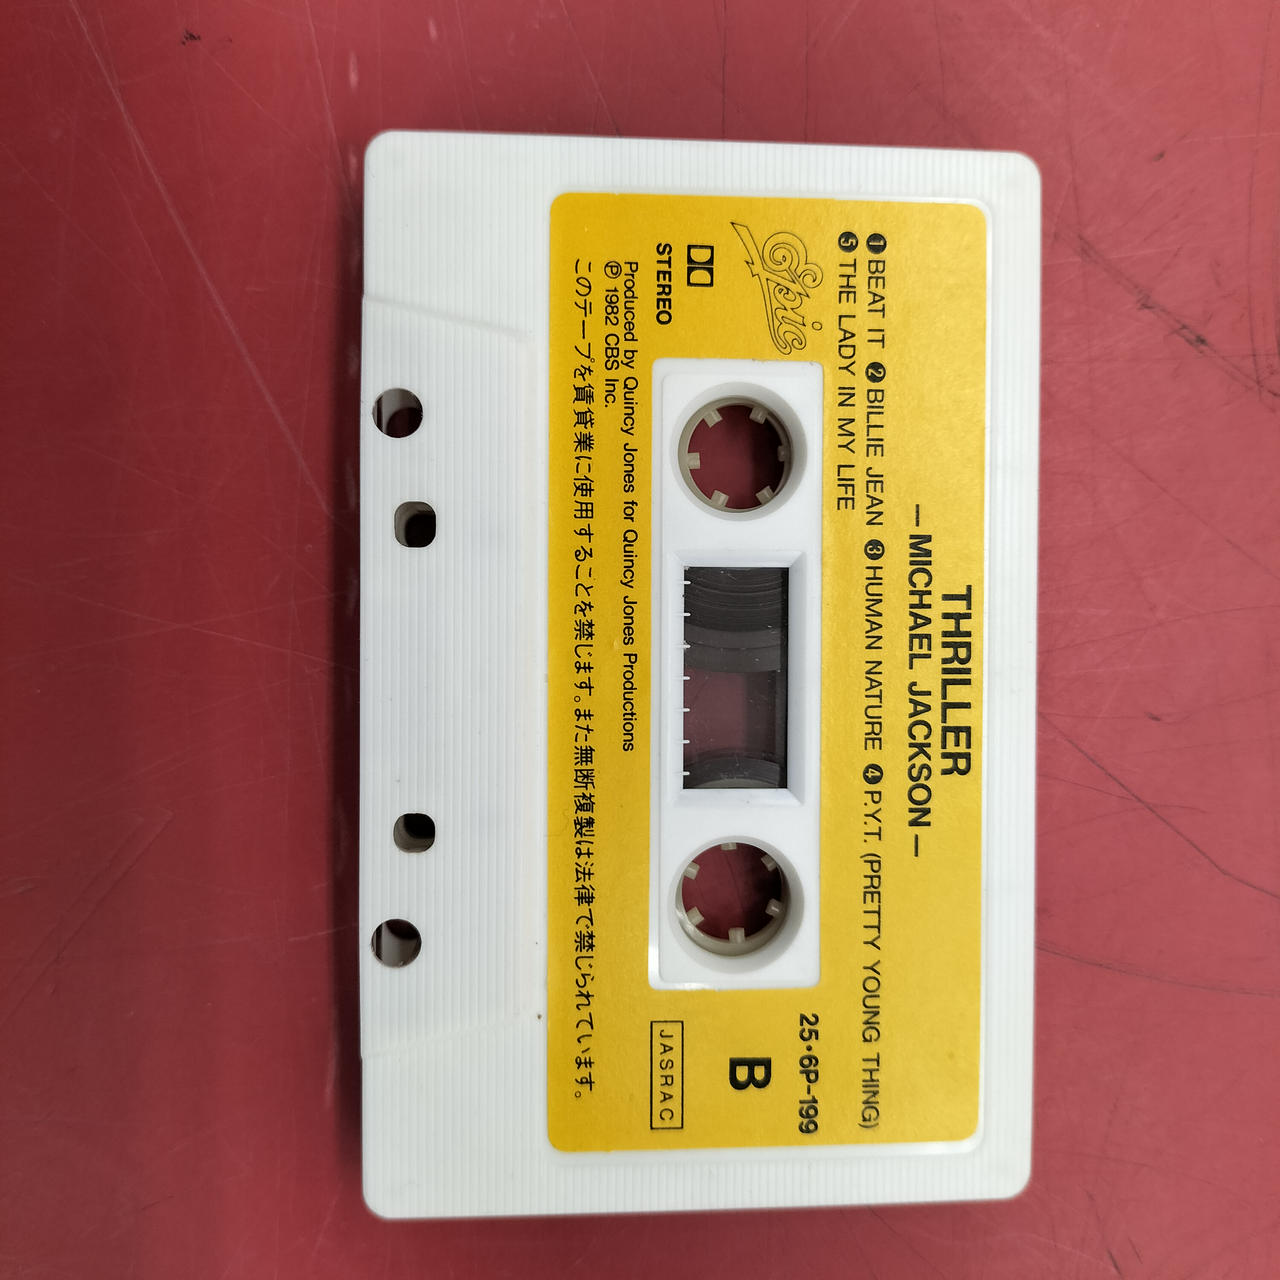 THRILLER
—MICHAEL JACKSON—
❶BEAT IT ❷BILLIE JEAN ❸HUMAN NATURE ❹P.Y.T. (PRETTY YOUNG THING)
❺THE LADY IN MY LIFE
Epic
25•6P-199
B
STEREO
JASRAC
Produced by Quincy Jones for Quincy Jones Productions
℗ 1982 CBS Inc.
このテープを賃貸業に使用することを禁じます。また無断複製は法律で禁じられています。